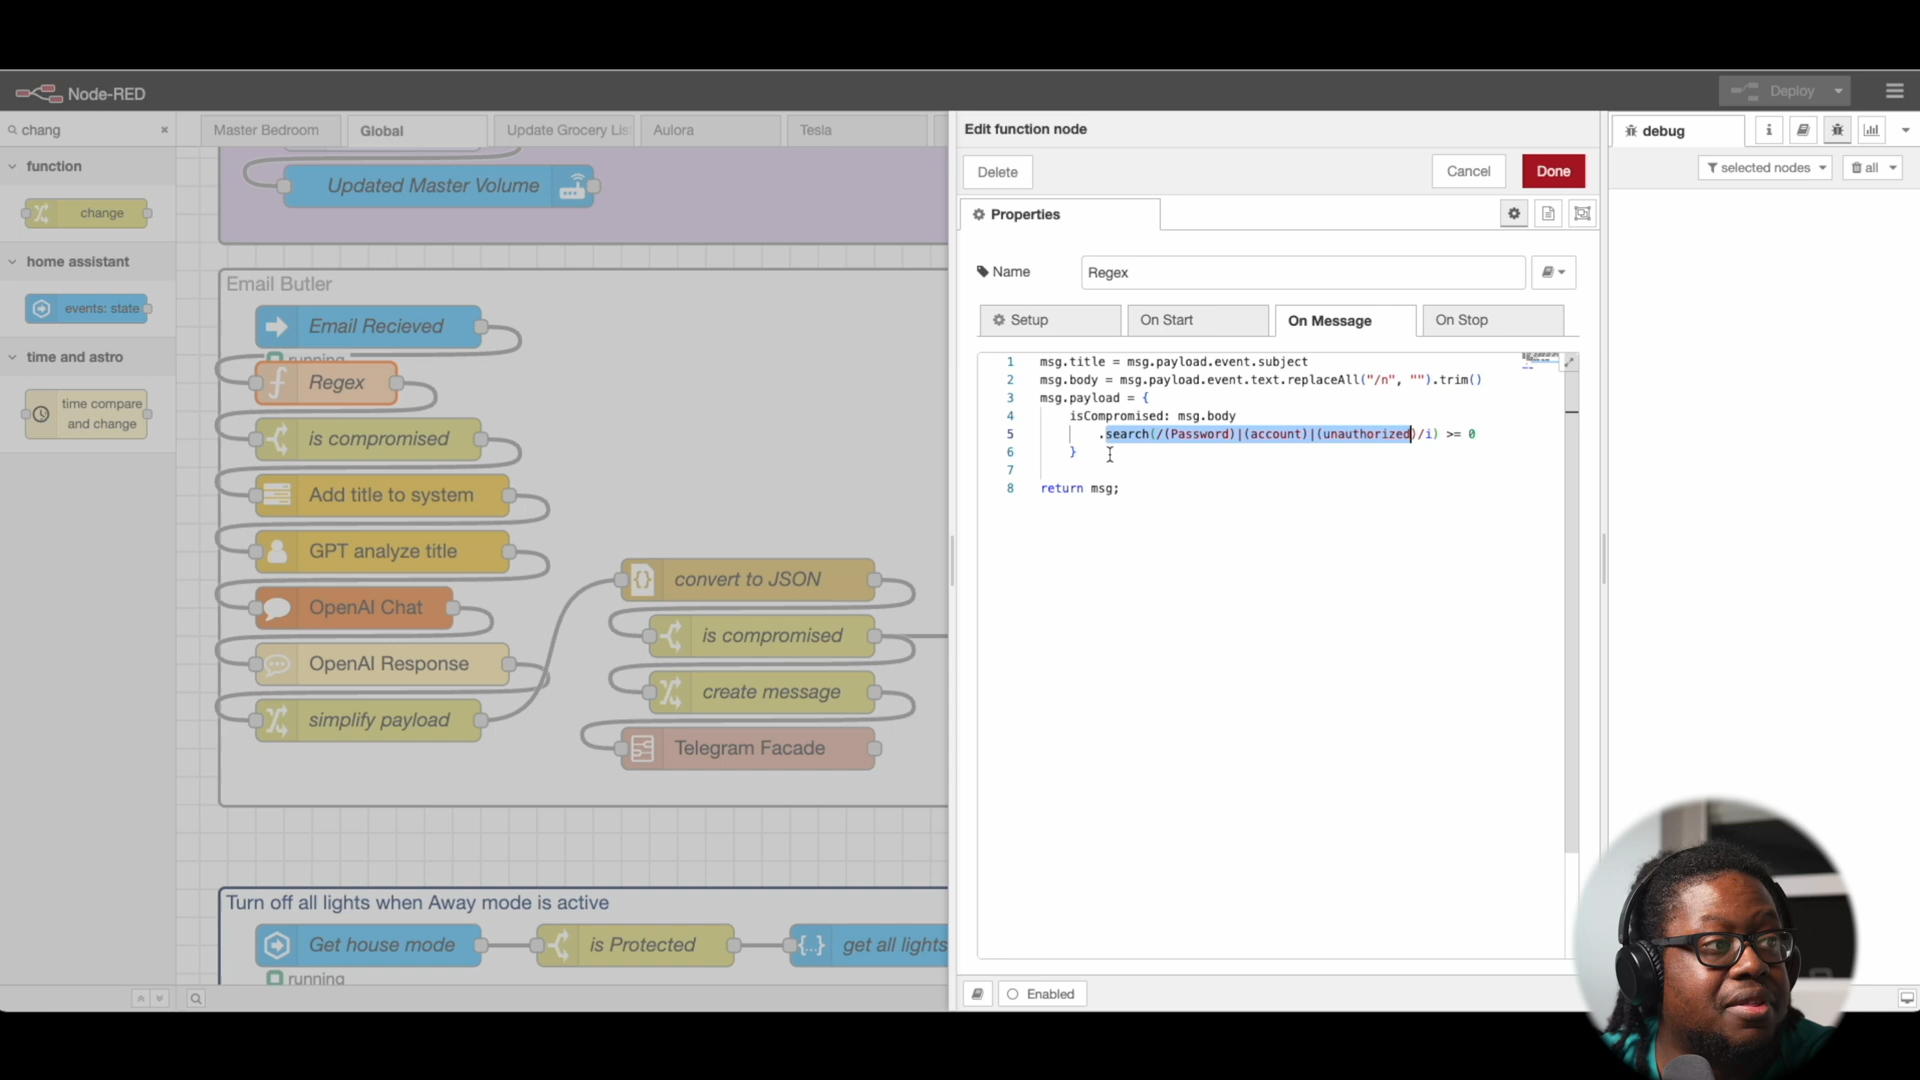 Node-RED
Deploy
chang
Master Bedroom
Global
Update Grocery Lis
Aulora
Tesla
Edit function node
debug
function
Delete
Cancel
Done
selected nodes
all
Updated Master Volume
change
Properties
home assistant
Name
Regex
Email Butler
events: state
Email Recieved
Setup
On Start
On Message
On Stop
time and astro
running
1 msg.title = msg.payload.event.subject
2 msg.body = msg.payload.event.text.replaceAll("/n", "").trim()
3 msg.payload = {
4 isCompromised: msg.body
5 .search(/(Password)|(account)|(unauthorized)/i) >= 0
6 }
7
8 return msg;
Regex
time compare
and change
is compromised
Add title to system
GPT analyze title
convert to JSON
OpenAI Chat
is compromised
OpenAI Response
create message
simplify payload
Telegram Facade
Turn off all lights when Away mode is active
Get house mode
is Protected
get all lights
running
Enabled